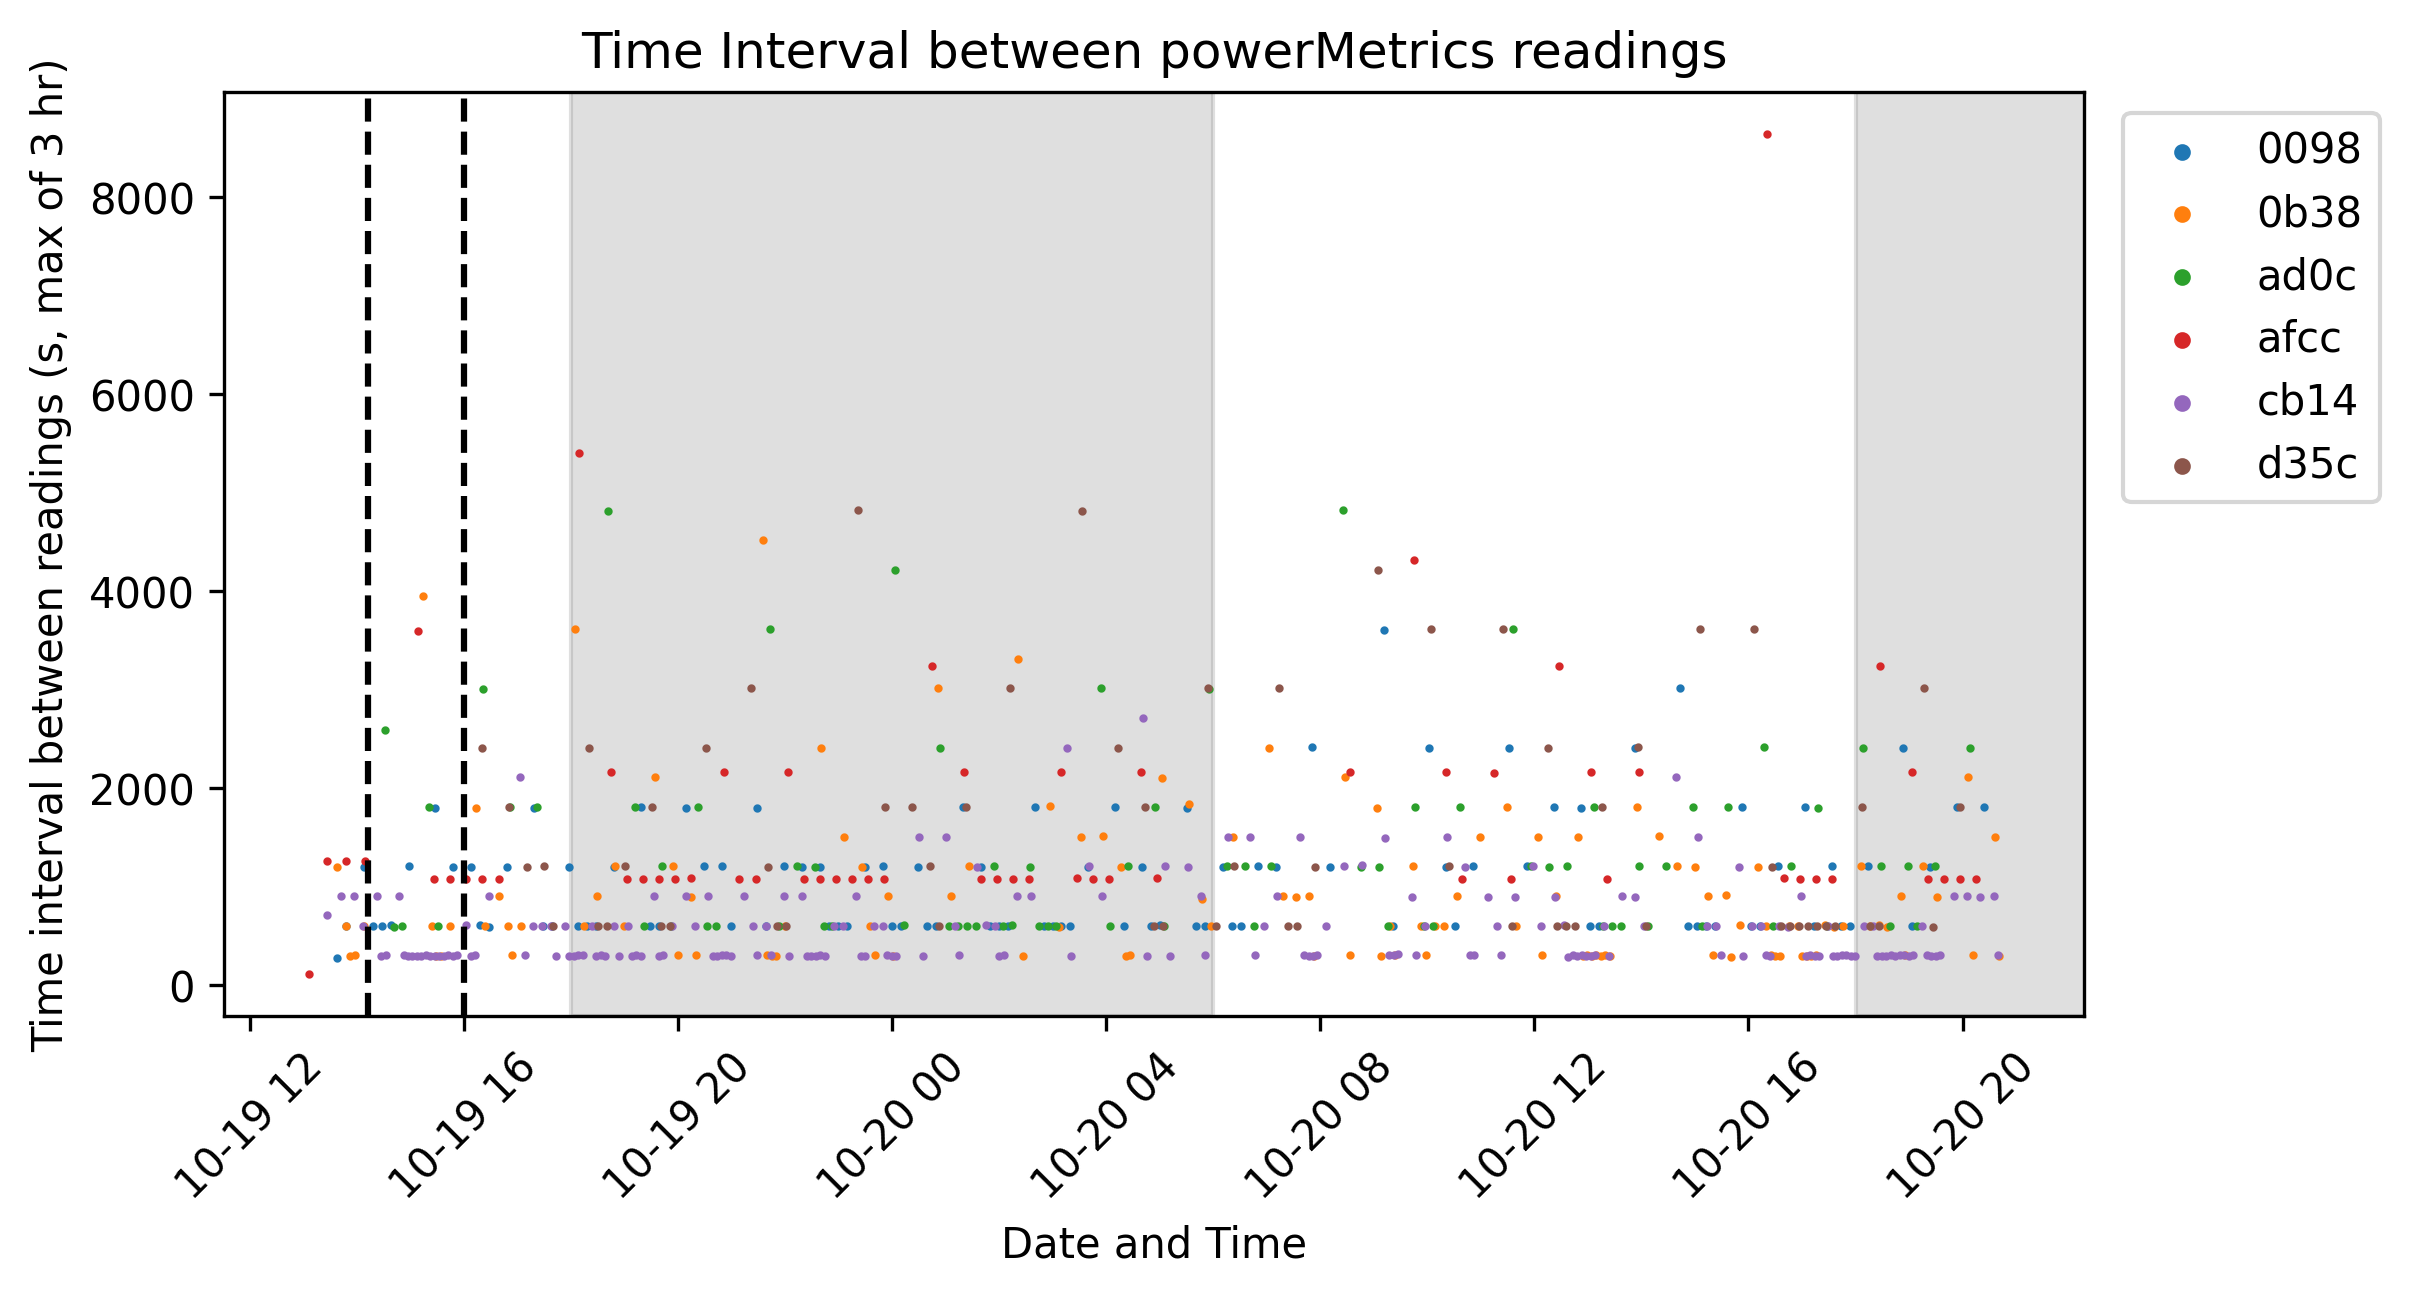 Time Interval between powerMetrics readings
Time interval between readings (s, max of 3 hr)
8000
6000
4000
2000
0
10-19 12
10-19 16
10-19 20
10-20 00
10-20 04
10-20 08
10-20 12
10-20 16
10-20 20
Date and Time
0098
0b38
ad0c
afcc
cb14
d35c